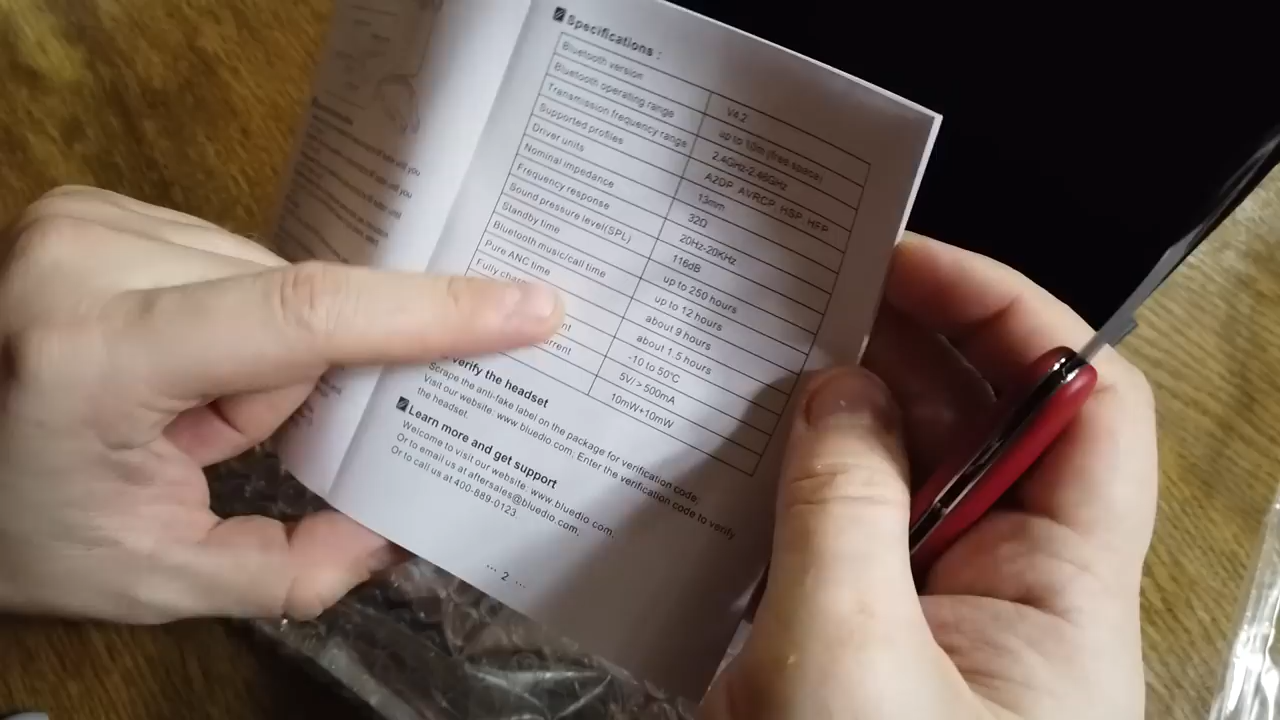 Specifications :
Bluetooth version V4.2
Bluetooth operating range up to 10m (free space)
Transmission frequency range 2.4GHz-2.48GHz
Supported profiles A2DP, AVRCP, HSP, HFP
Driver units 13mm
Nominal impedance 32Ω
Frequency response 20Hz-20KHz
Sound pressure level(SPL) 116dB
Standby time up to 250 hours
Bluetooth music/call time up to 12 hours
Pure ANC time about 9 hours
Fully about 1.5 hours
-10 to 50℃
5V/>500mA
10mW+10mW
verify the headset
Scrape the anti-fake label on the package for verification code;
Visit our website: www.bluedio.com; Enter the verification code to verify
the headset.
Learn more and get support
Welcome to visit our website: www.bluedio.com,
Or to email us at aftersales@bluedio.com,
Or to call us at 400-889-0123.
... 2 ...